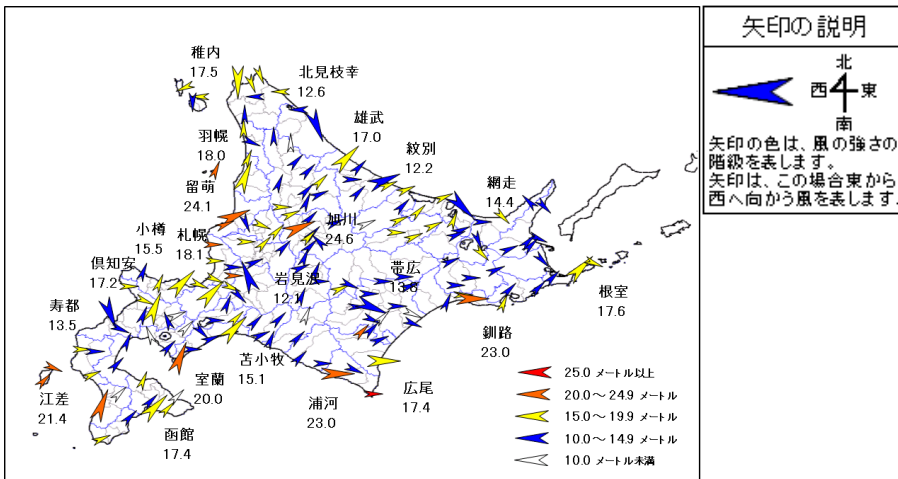 稚内
17.5
北見枝幸
12.6
雄武
17.0
羽幌
18.0
紋別
12.2
留萌
24.1
網走
14.4
小樽
15.5
札幌
18.1
旭川
24.6
倶知安
17.2
岩見沢
12.1
帯広
13.8
寿都
13.5
根室
17.6
釧路
23.0
苫小牧
15.1
室蘭
20.0
江差
21.4
浦河
23.0
広尾
17.4
函館
17.4
25.0 メートル以上
20.0～24.9 メートル
15.0～19.9 メートル
10.0～14.9 メートル
10.0 メートル未満
矢印の説明
北
西 東
南
矢印の色は、風の強さの
階級を表します。
矢印は、この場合東から
西へ向かう風を表します。